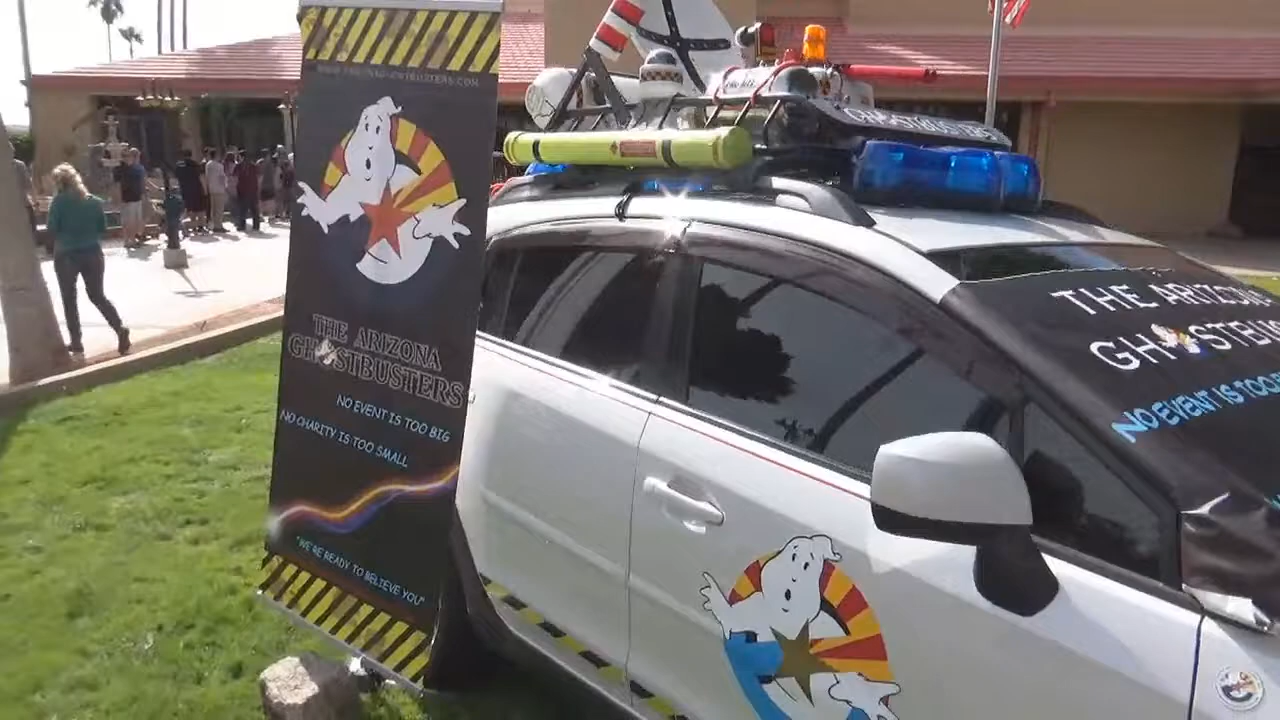 THE ARIZONA
GHOSTBUSTERS
NO EVENT IS TOO BIG
NO CHARITY IS TOO SMALL
"WE'RE READY TO BELIEVE YOU"
GHOSTBUSTERS
THE ARIZONA
GHOSTBUS
NO EVENT IS TOO